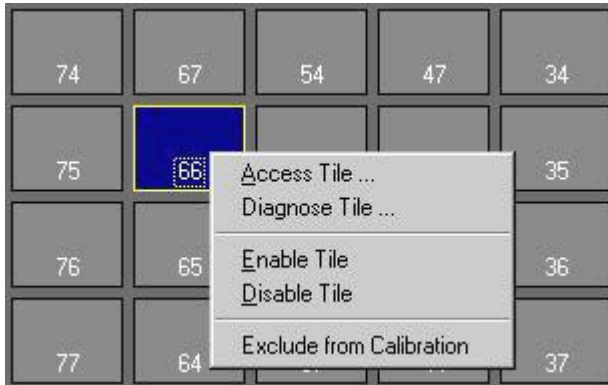 74 67 54 47 34
75 66 35
Access Tile ...
Diagnose Tile ...
Enable Tile
76 65 36
Disable Tile
Exclude from Calibration
77 64 37